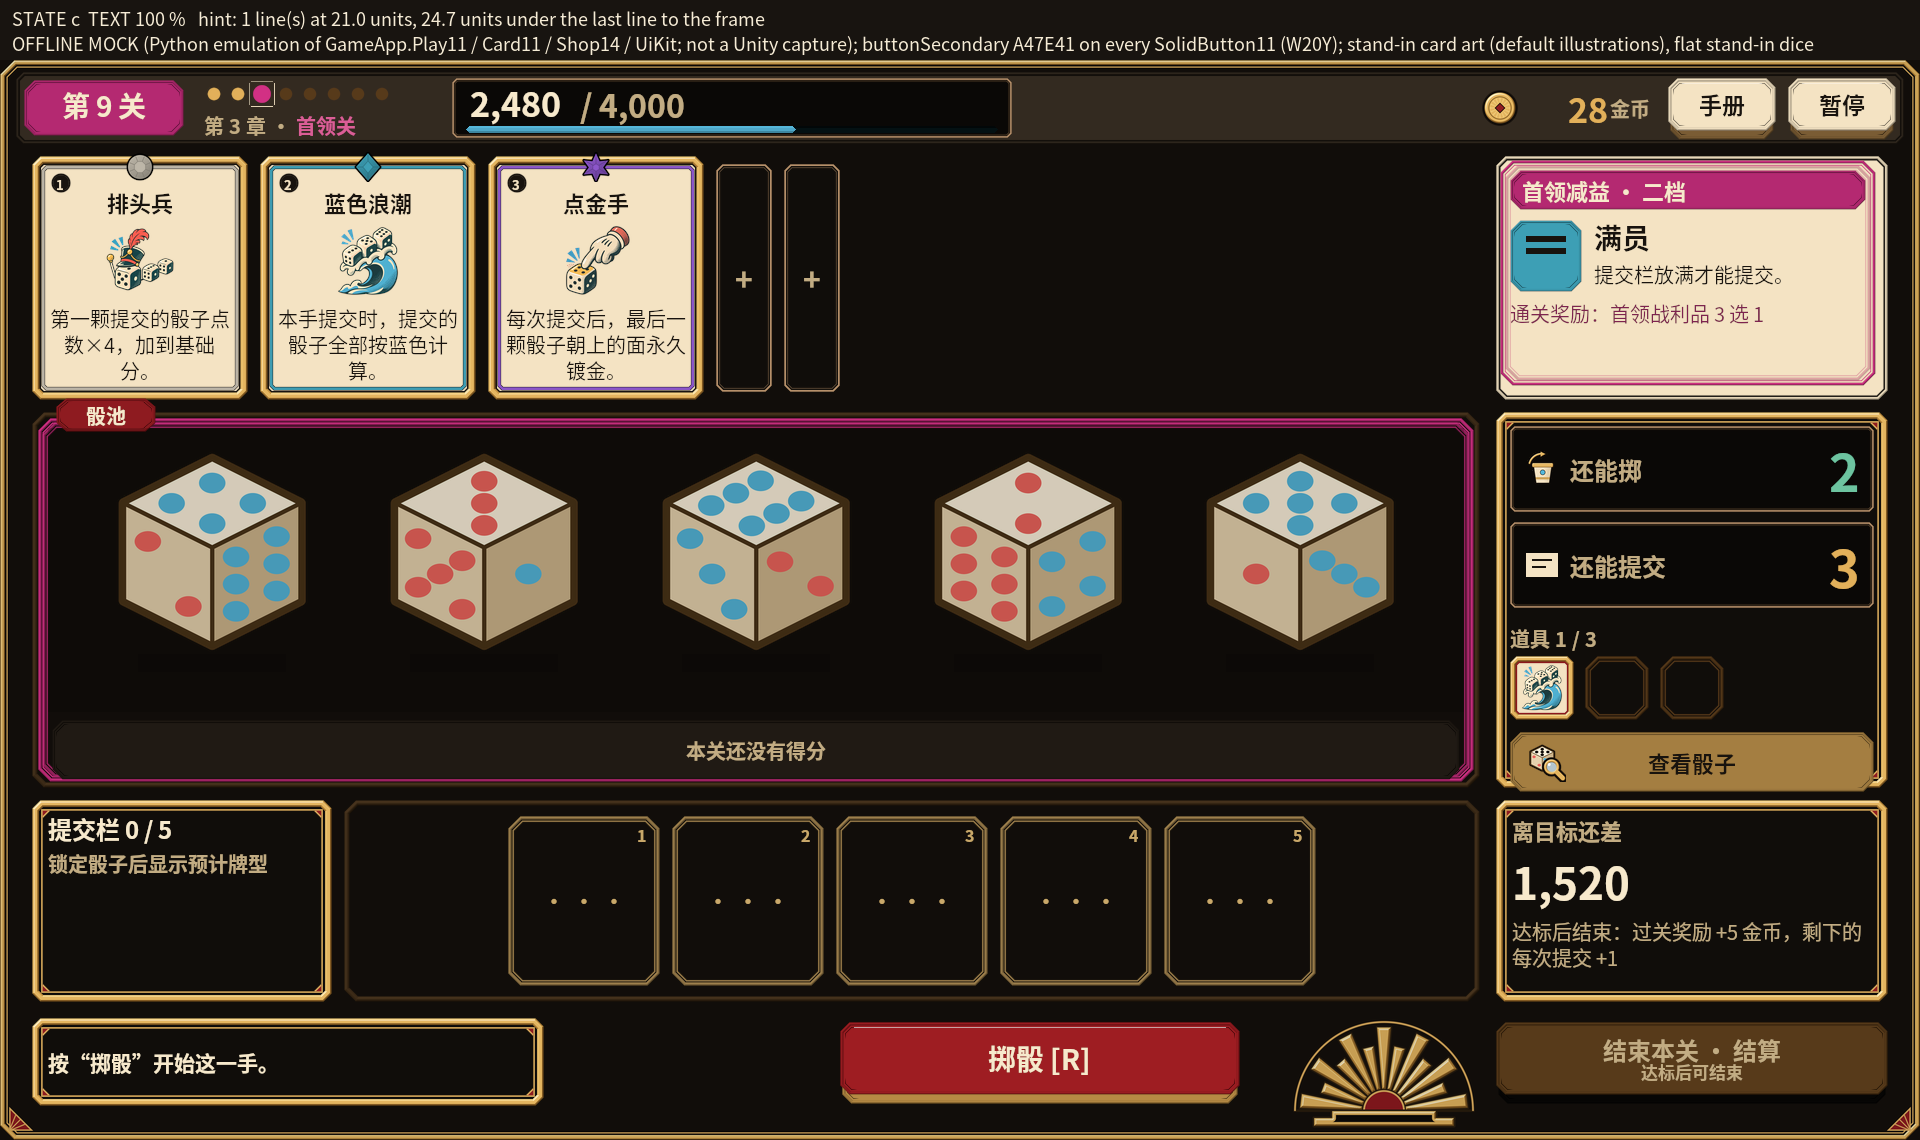 STATE c  TEXT 100 %   hint: 1 line(s) at 21.0 units, 24.7 units under the last line to the frame
OFFLINE MOCK (Python emulation of GameApp.Play11 / Card11 / Shop14 / UiKit; not a Unity capture); buttonSecondary A47E41 on every SolidButton11 (W20Y); stand-in card art (default illustrations), flat stand-in dice
第 9 关
第 3 章 · 首领关
2,480 / 4,000
28金币
手册
暂停
1
排头兵
第一颗提交的骰子点
数×4，加到基础
分。
2
蓝色浪潮
本手提交时，提交的
骰子全部按蓝色计
算。
3
点金手
每次提交后，最后一
颗骰子朝上的面永久
镀金。
+
+
首领减益 · 二档
满员
提交栏放满才能提交。
通关奖励：首领战利品 3 选 1
骰池
本关还没有得分
还能掷
2
还能提交
3
道具 1 / 3
查看骰子
提交栏 0 / 5
锁定骰子后显示预计牌型
1
2
3
4
5
离目标还差
1,520
达标后结束：过关奖励 +5 金币，剩下的
每次提交 +1
按“掷骰”开始这一手。
掷骰 [R]
结束本关 · 结算
达标后可结束